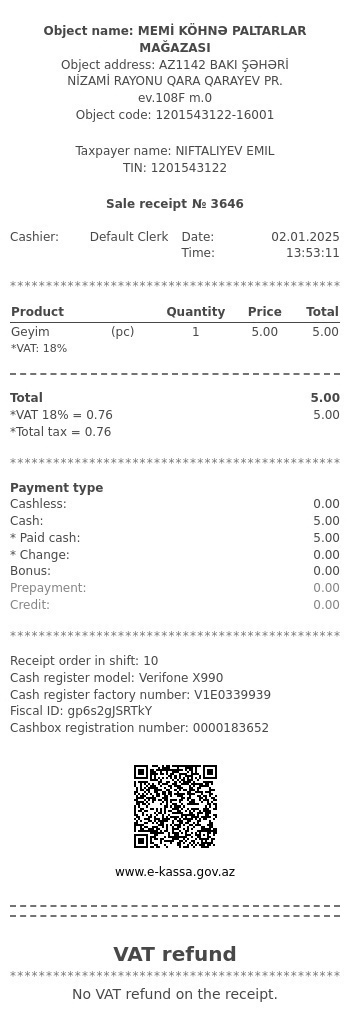 Object name: MEMİ KÖHNƏ PALTARLAR
MAĞAZASI
Object address: AZ1142 BAKI ŞƏHƏRİ
NİZAMİ RAYONU QARA QARAYEV PR.
ev.108F m.0
Object code: 1201543122-16001
Taxpayer name: NIFTALIYEV EMIL
TIN: 1201543122
Sale receipt № 3646
Cashier: Default Clerk Date: 02.01.2025
Time: 13:53:11
*********************************************
Product Quantity Price Total
Geyim (pc) 1 5.00 5.00
*VAT: 18%
Total 5.00
*VAT 18% = 0.76 5.00
*Total tax = 0.76
*********************************************
Payment type
Cashless: 0.00
Cash: 5.00
* Paid cash: 5.00
* Change: 0.00
Bonus: 0.00
Prepayment: 0.00
Credit: 0.00
*********************************************
Receipt order in shift: 10
Cash register model: Verifone X990
Cash register factory number: V1E0339939
Fiscal ID: gp6s2gJSRTkY
Cashbox registration number: 0000183652
www.e-kassa.gov.az
VAT refund
*********************************************
No VAT refund on the receipt.